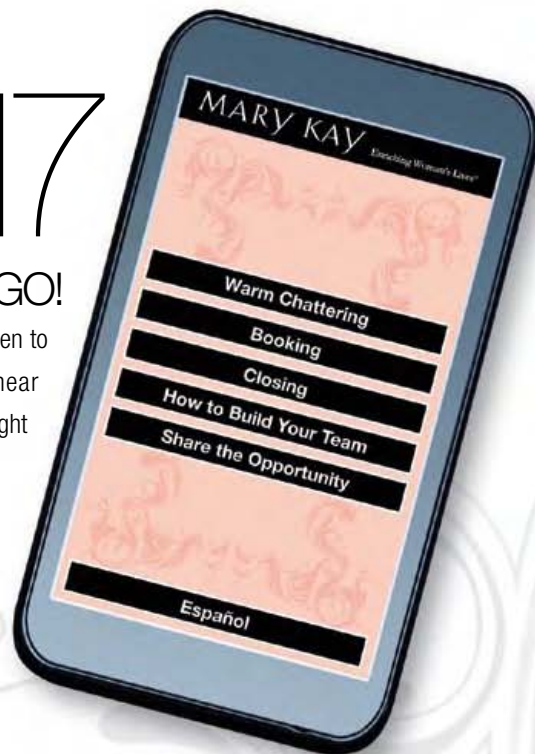 17
GO!
en to
hear
ght
MARY KAY Enriching Women's Lives®
Warm Chattering
Booking
Closing
How to Build Your Team
Share the Opportunity
Español